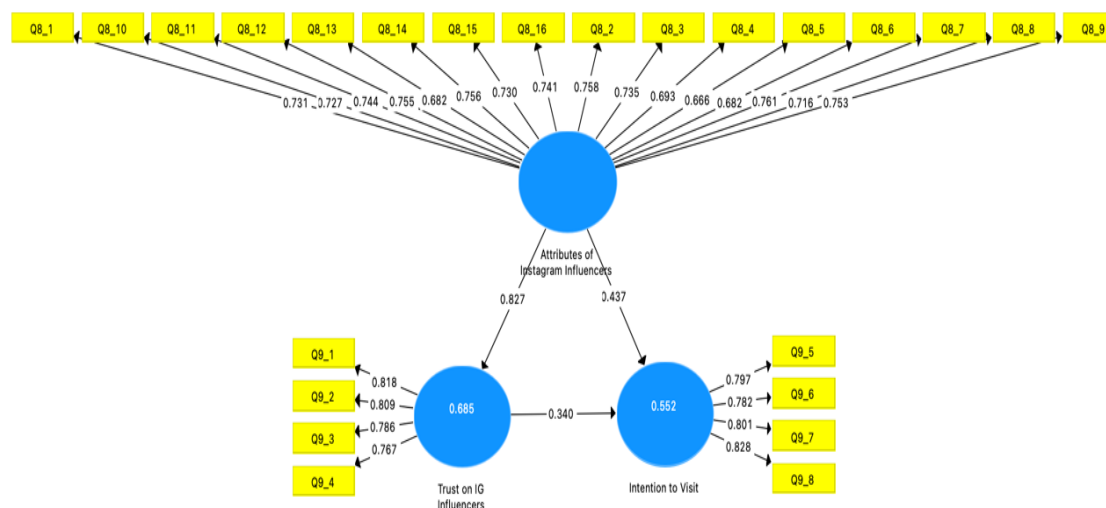 Q8_1 Q8_10 Q8_11 Q8_12 Q8_13 Q8_14 Q8_15 Q8_16 Q8_2 Q8_3 Q8_4 Q8_5 Q8_6 Q8_7 Q8_8 Q8_9
0.731 0.727 0.744 0.755 0.682 0.756 0.730 0.741 0.758 0.735 0.693 0.666 0.682 0.761 0.716 0.753
Attributes of
Instagram Influencers
0.827 0.437
Q9_1
Q9_2
Q9_3
Q9_4
0.818
0.809
0.786
0.767
0.685
0.340
0.552
0.797
0.782
0.801
0.828
Q9_5
Q9_6
Q9_7
Q9_8
Trust on IG
Influencers
Intention to Visit